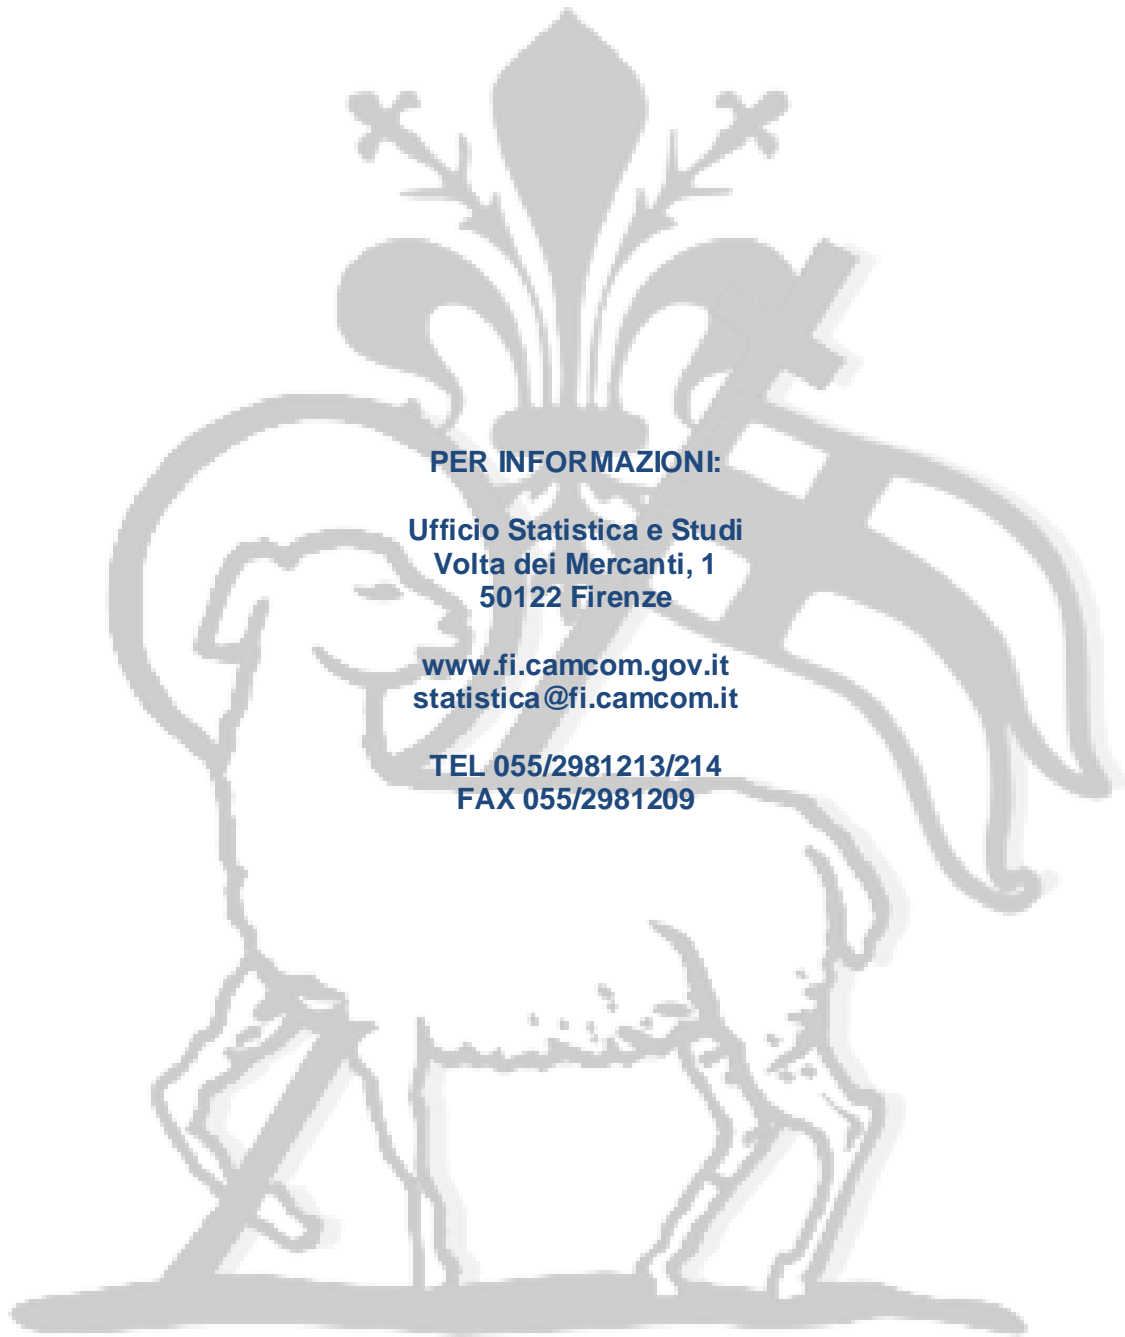 PER INFORMAZIONI:
Ufficio Statistica e Studi
Volta dei Mercanti, 1
50122 Firenze
www.fi.camcom.gov.it
statistica@fi.camcom.it
TEL 055/2981213/214
FAX 055/2981209